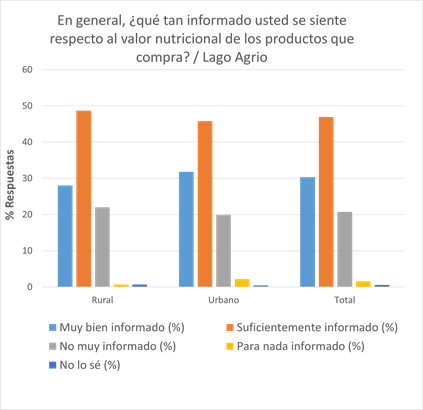 En general, ¿qué tan informado usted se siente
respecto al valor nutricional de los productos que
compra? / Lago Agrio
% Respuestas
60
50
40
30
20
10
0
Rural Urbano Total
Muy bien informado (%) Suficientemente informado (%)
No muy informado (%) Para nada informado (%)
No lo sé (%)